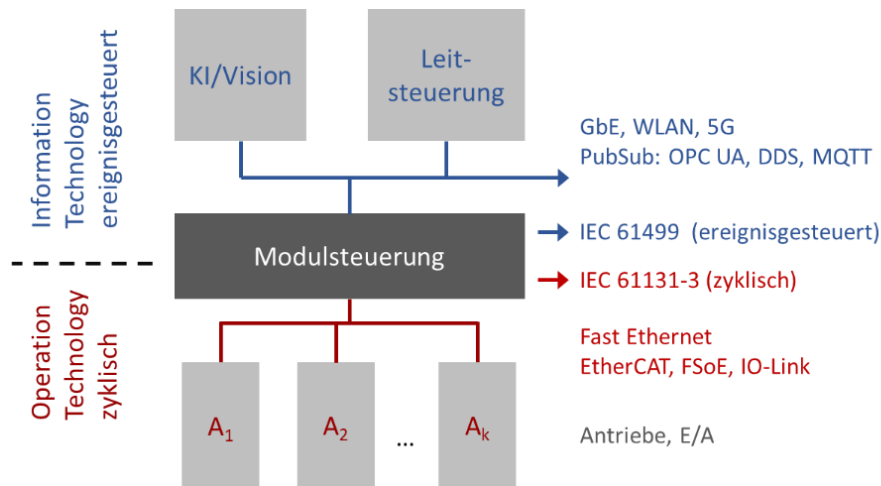 Information
Technology
ereignisgesteuert
KI/Vision
Leit-
steuerung
GbE, WLAN, 5G
PubSub: OPC UA, DDS, MQTT
Modulsteuerung
IEC 61499 (ereignisgesteuert)
IEC 61131-3 (zyklisch)
Operation
Technology
zyklisch
Fast Ethernet
EtherCAT, FSoE, IO-Link
A₁ A₂ ... Aₖ
Antriebe, E/A